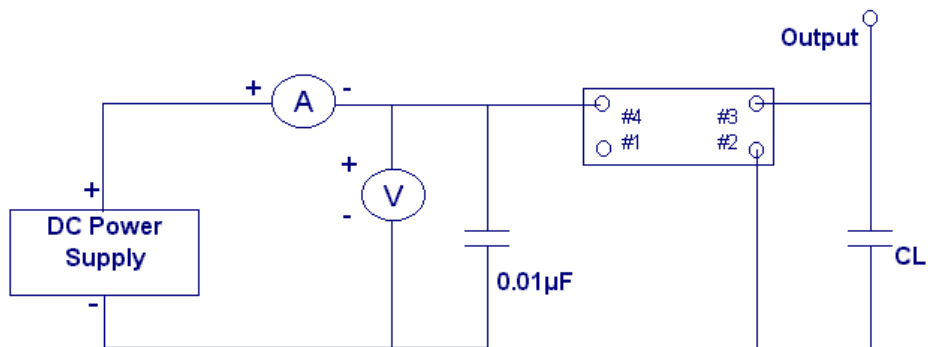 Output
+
A
-
#4
#3
#1
#2
+
V
-
+
DC Power
Supply
-
0.01µF
CL